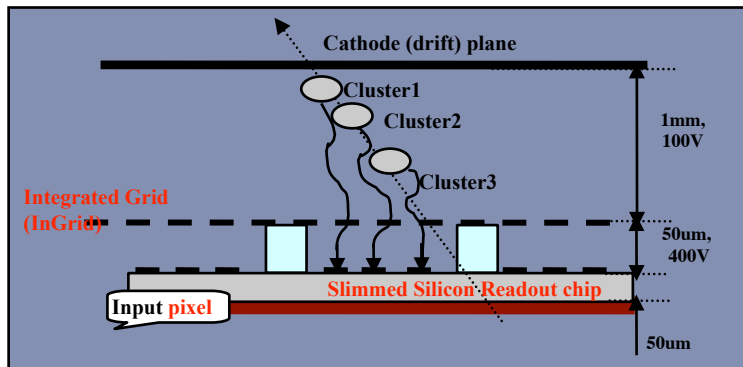 Cathode (drift) plane
Cluster1
Cluster2
Cluster3
1mm,
100V
Integrated Grid
(InGrid)
50um,
400V
Slimmed Silicon Readout chip
Input pixel
50um